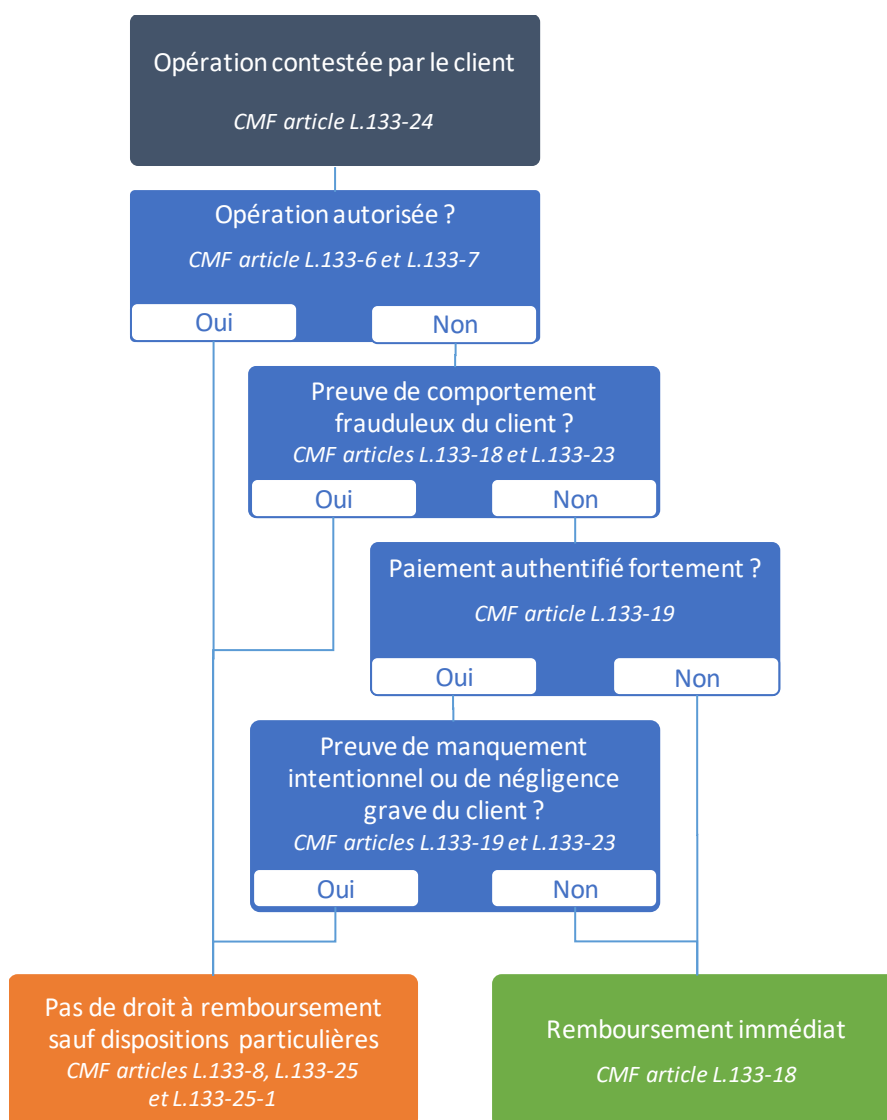 Opération contestée par le client
CMF article L.133-24
Opération autorisée ?
CMF article L.133-6 et L.133-7
Oui
Non
Preuve de comportement
frauduleux du client ?
CMF articles L.133-18 et L.133-23
Oui
Non
Paiement authentifié fortement ?
CMF article L.133-19
Oui
Non
Preuve de manquement
intentionnel ou de négligence
grave du client ?
CMF articles L.133-19 et L.133-23
Oui
Non
Pas de droit à remboursement
sauf dispositions particulières
CMF articles L.133-8, L.133-25
et L.133-25-1
Remboursement immédiat
CMF article L.133-18